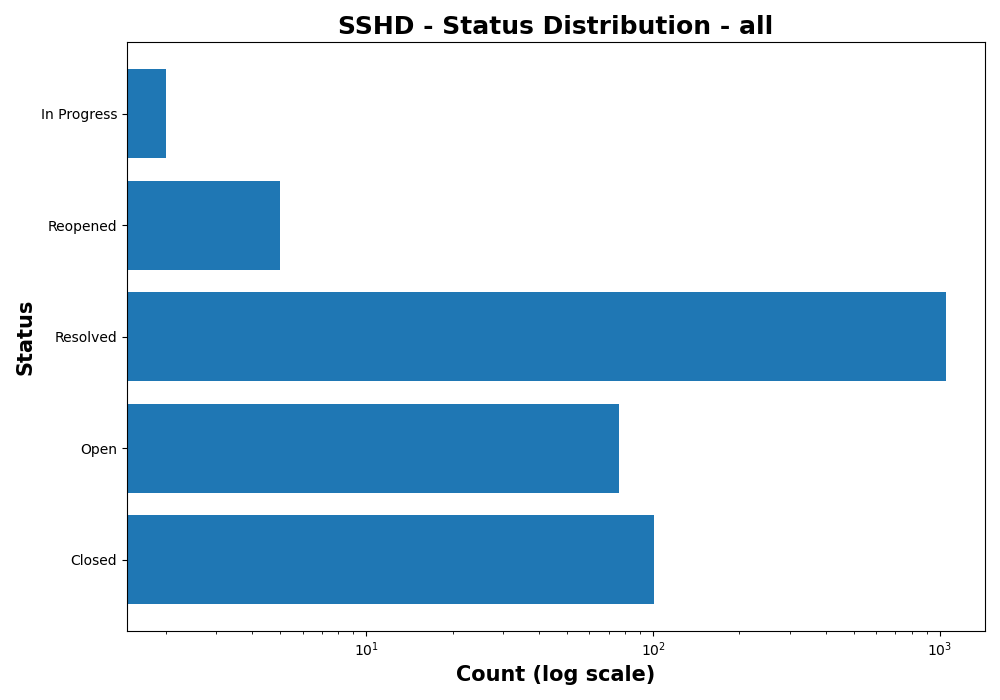 SSHD - Status Distribution - all
In Progress
Reopened
Resolved
Open
Closed
Status
10¹
10²
10³
Count (log scale)